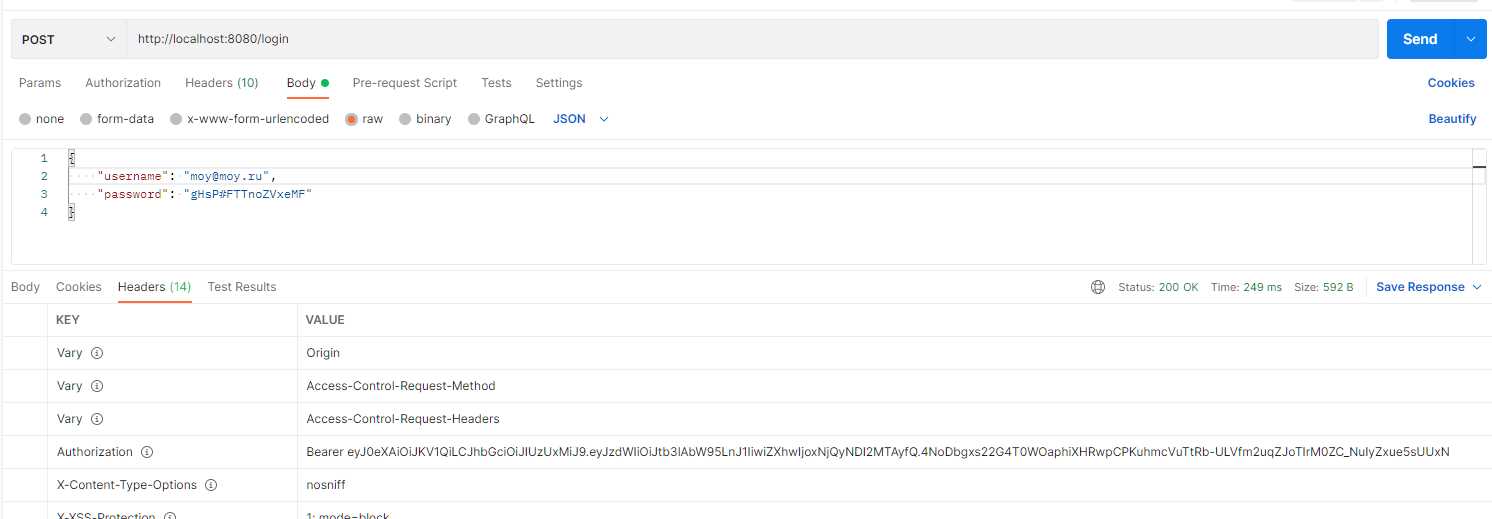 POST
http://localhost:8080/login
Send
Params Authorization Headers (10) Body Pre-request Script Tests Settings Cookies
none form-data x-www-form-urlencoded raw binary GraphQL JSON Beautify
1 {
2 "username": "moy@moy.ru",
3 "password": "gHsP#FTTnoZVxeMF"
4 }
Body Cookies Headers (14) Test Results Status: 200 OK Time: 249 ms Size: 592 B Save Response
KEY VALUE
Vary Origin
Vary Access-Control-Request-Method
Vary Access-Control-Request-Headers
Authorization Bearer eyJ0eXAiOiJKV1QiLCJhbGciOiJIUzUxMiJ9.eyJzdWIiOiJtb3lAbW95LnJ1IiwiZXhwIjoxNjQyNDI2MTAyfQ.4NoDbgxs22G4T0WOaphiXHRwpCPKuhmcVuTtRb-ULVfm2uqZJoTIrM0ZC_NuIyZxue5sUUxN
X-Content-Type-Options nosniff
X-XSS-Protection 1; mode=block